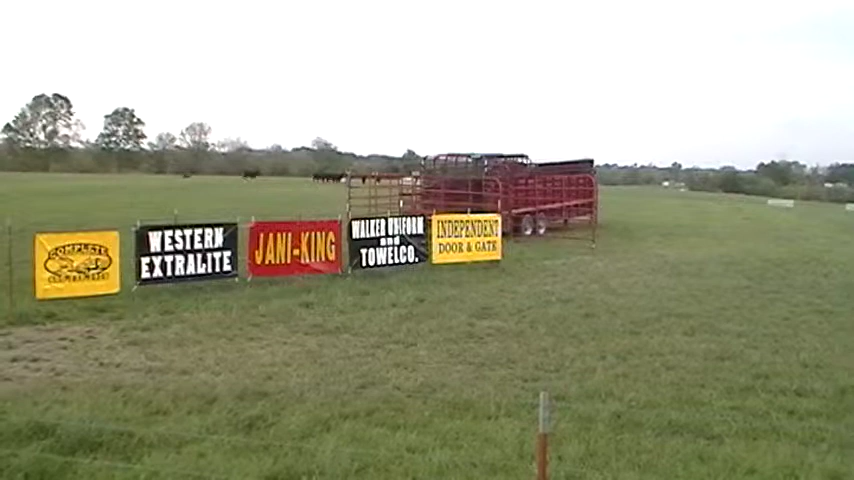 COMPLETE
WESTERN
EXTRALITE
JANI-KING
WALKER UNIFORM
and
TOWEL CO.
INDEPENDENT
DOOR & GATE